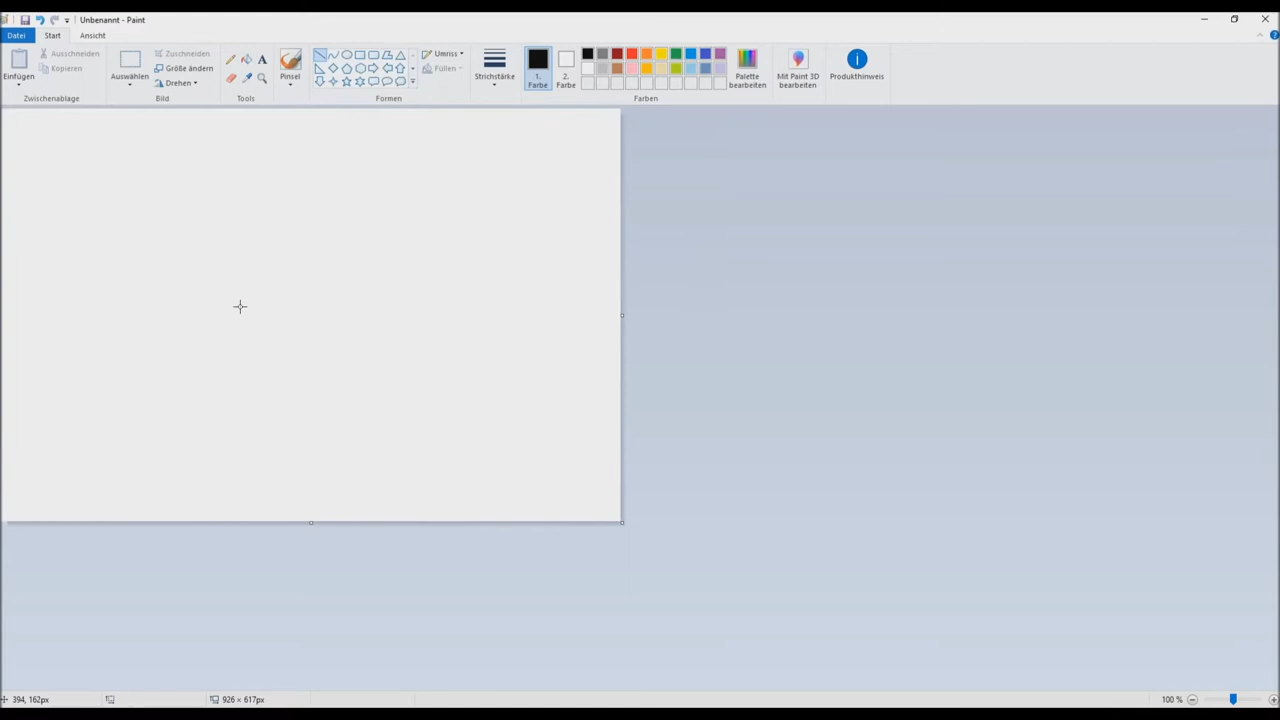 Unbenannt - Paint
Datei Start Ansicht
Einfügen
Ausschneiden
Kopieren
Zwischenablage
Auswählen
Zuschneiden
Größe ändern
Drehen
Bild
A
Tools
Pinsel
Umriss
Füllen
Formen
Strichstärke
1.
Farbe
2.
Farbe
Palette
bearbeiten
Farben
Mit Paint 3D
bearbeiten
Produkthinweis
394, 162px
926 × 617px
100 %